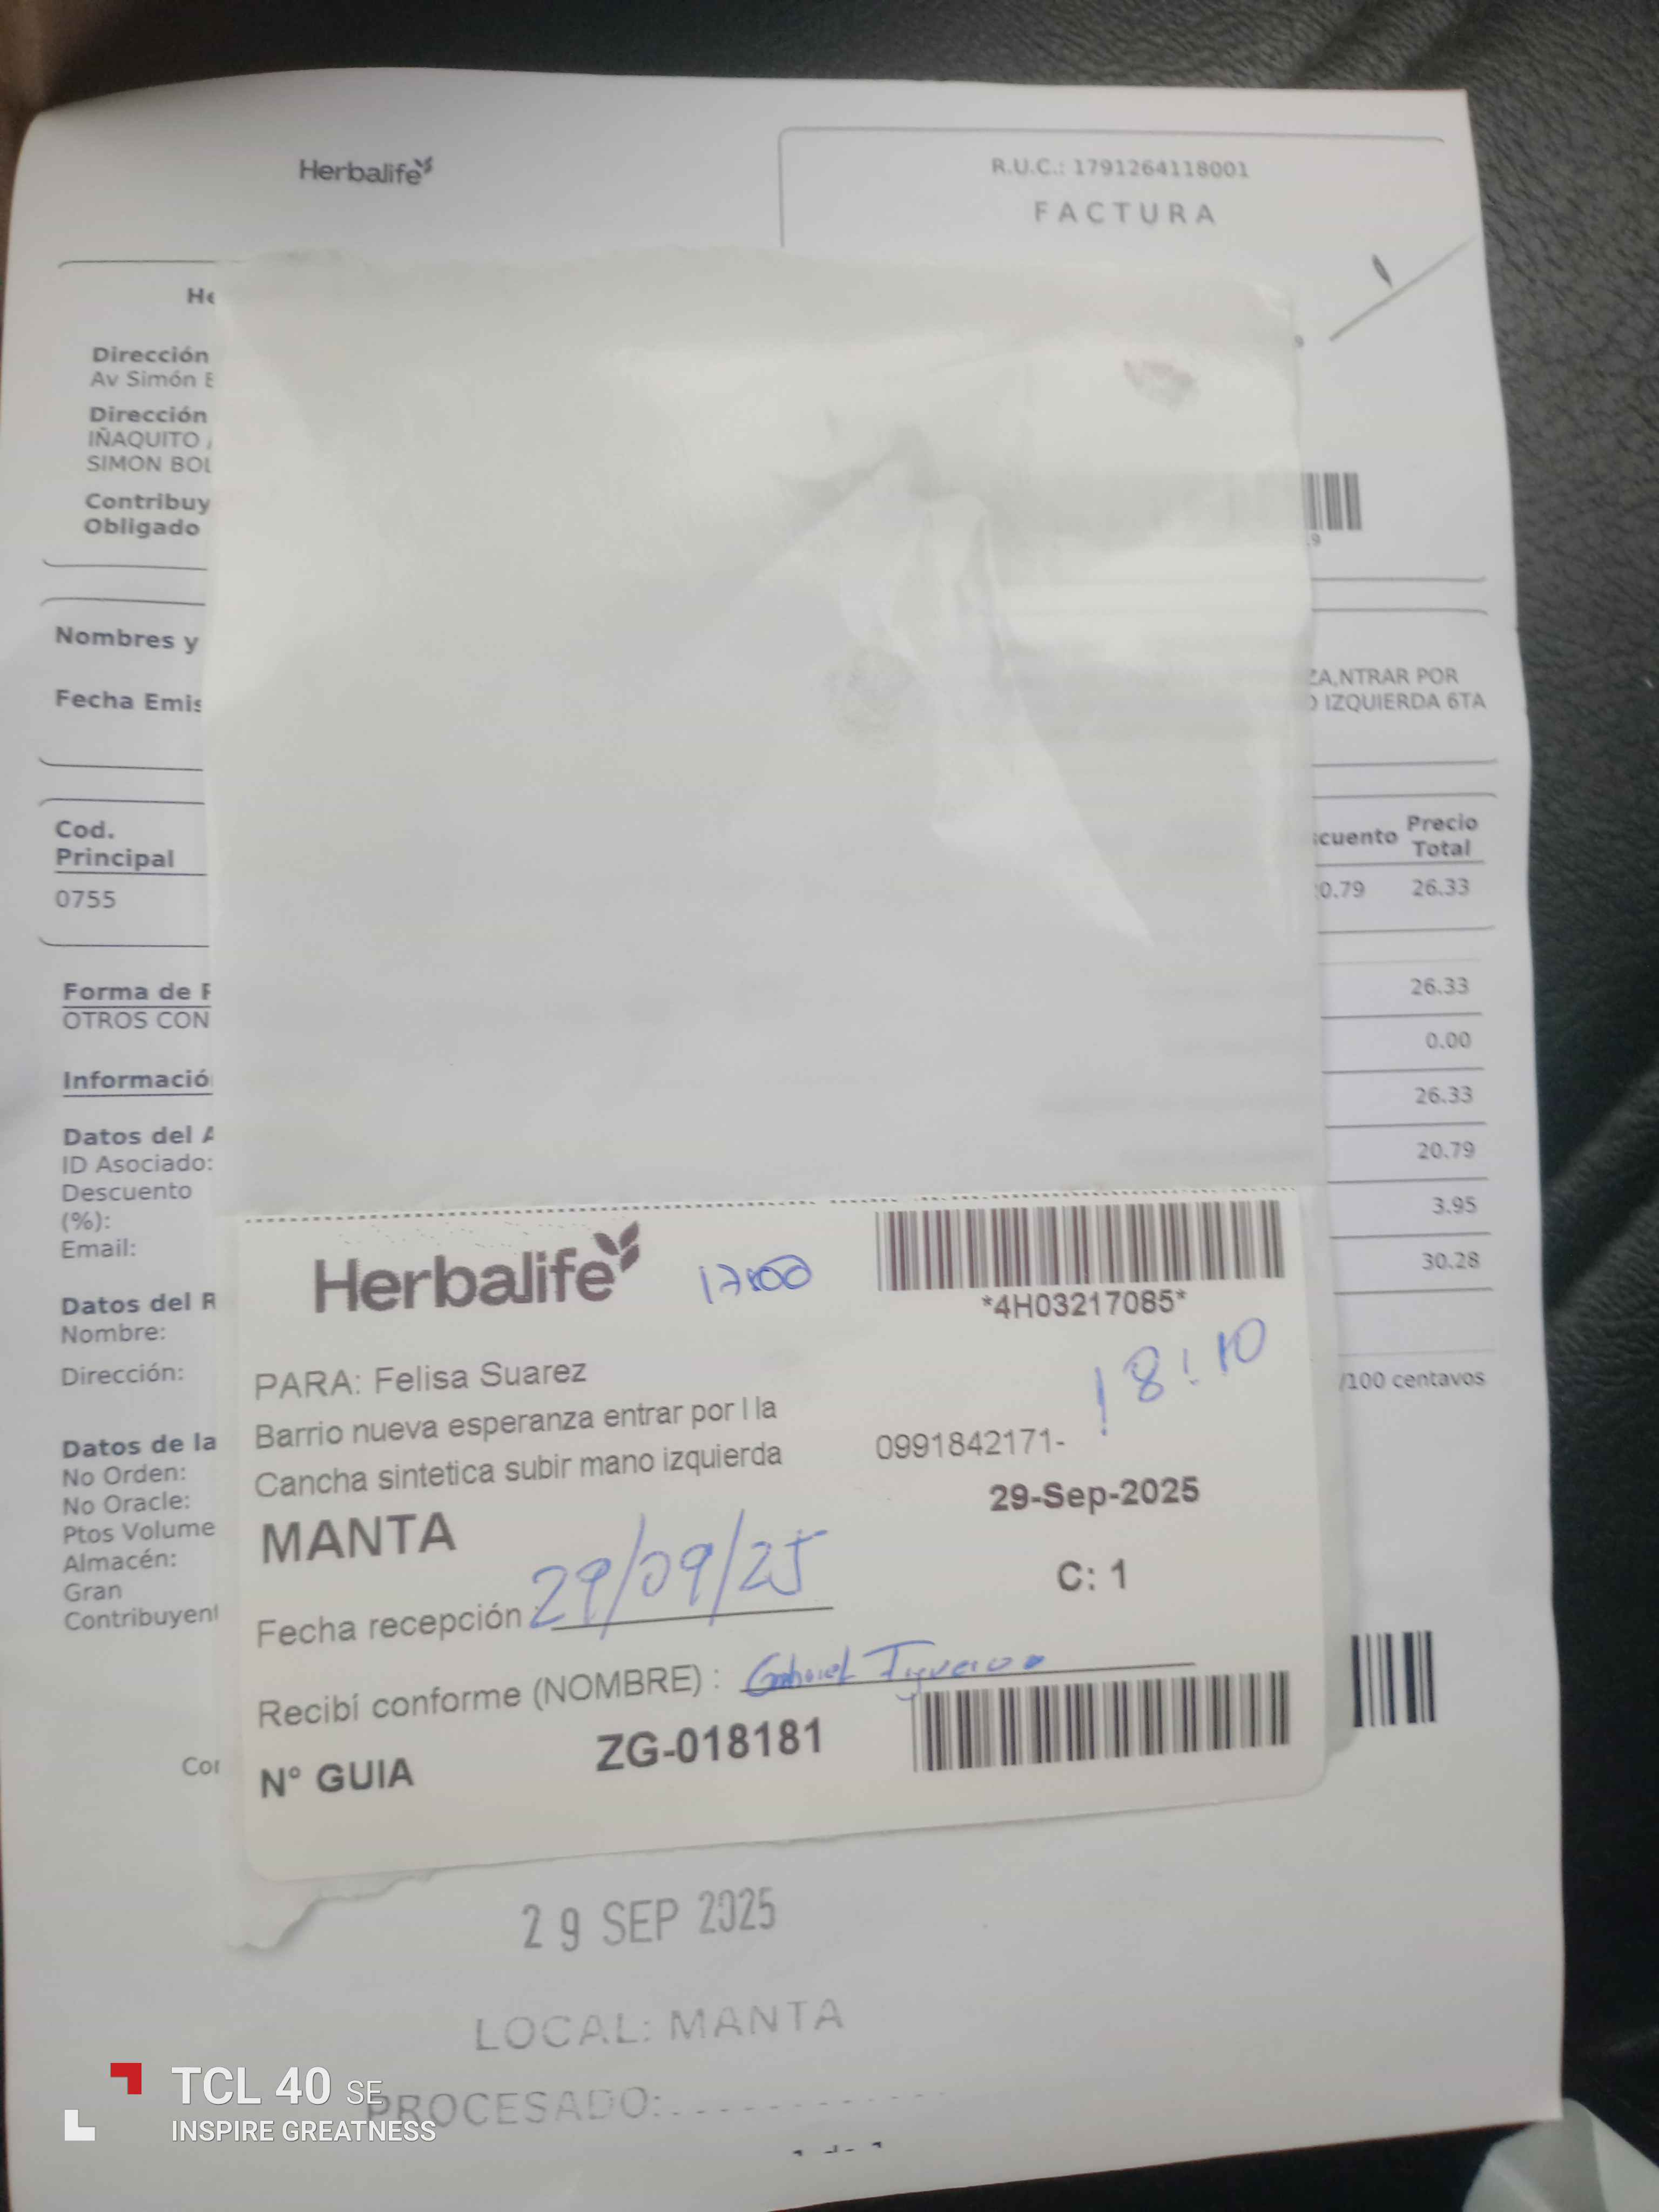 Herbalife
R.U.C.: 1791264118001
FACTURA
He
Dirección
Av Simón B
Dirección
IÑAQUITO
SIMON BOL
Contribuy
Obligado
9
.9
Nombres y
Fecha Emis
ZA,NTRAR POR
O IZQUIERDA 6TA
Cod.
Principal
cuento
Precio
Total
0755
0.79 26.33
Forma de P
OTROS CON
26.33
0.00
26.33
20.79
3.95
30.28
Informació
Datos del A
ID Asociado:
Descuento
(%):
Email:
Datos del R
Nombre:
Dirección:
/100 centavos
Datos de la
No Orden:
No Oracle:
Ptos Volume
Almacén:
Gran
Contribuyent
Cor
Herbalife
*4H03217085*
18:10
PARA: Felisa Suarez
Barrio nueva esperanza entrar por l la
Cancha sintetica subir mano izquierda
0991842171-
29-Sep-2025
MANTA
C: 1
Fecha recepción 29/09/25
Recibí conforme (NOMBRE) : Gabriel
N° GUIA ZG-018181
29 SEP 2025
LOCAL: MANTA
PROCESADO:
TCL 40 SE
INSPIRE GREATNESS